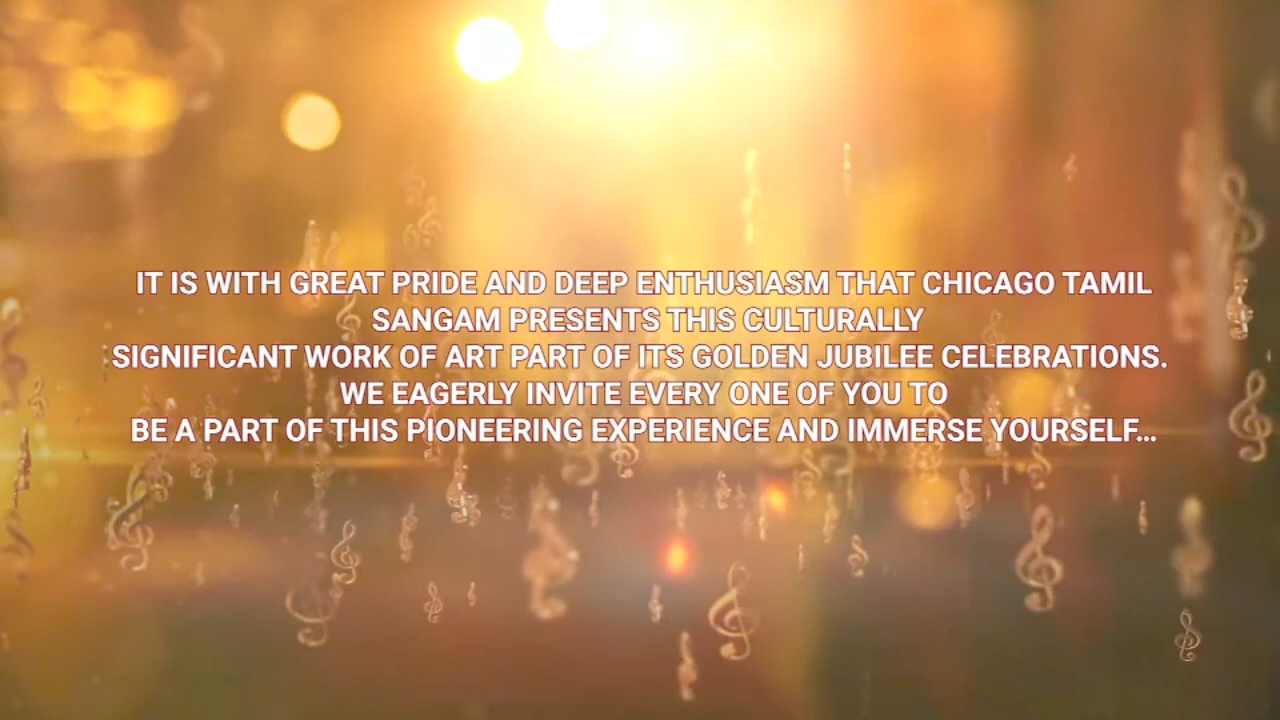 IT IS WITH GREAT PRIDE AND DEEP ENTHUSIASM THAT CHICAGO TAMIL
SANGAM PRESENTS THIS CULTURALLY
SIGNIFICANT WORK OF ART PART OF ITS GOLDEN JUBILEE CELEBRATIONS.
WE EAGERLY INVITE EVERY ONE OF YOU TO
BE A PART OF THIS PIONEERING EXPERIENCE AND IMMERSE YOURSELF...